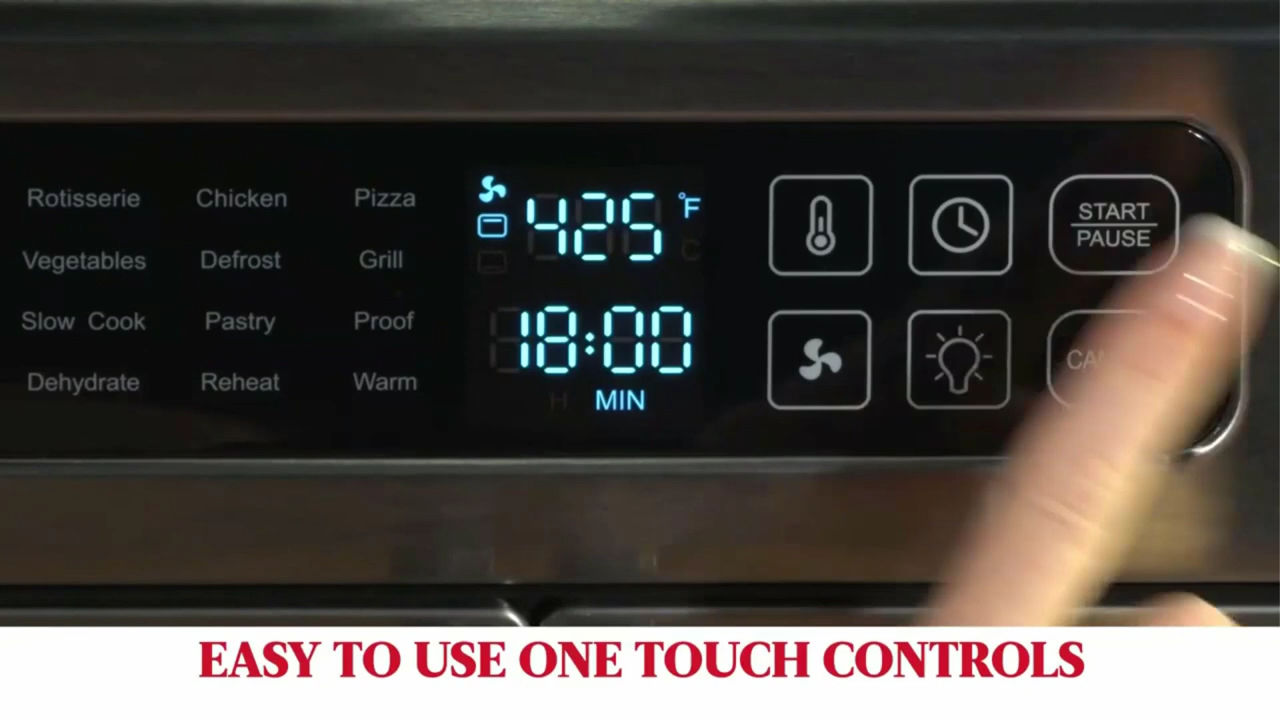 Rotisserie Chicken Pizza
Vegetables Defrost Grill
Slow Cook Pastry Proof
Dehydrate Reheat Warm
425 °F
18:00
MIN
START
PAUSE
EASY TO USE ONE TOUCH CONTROLS